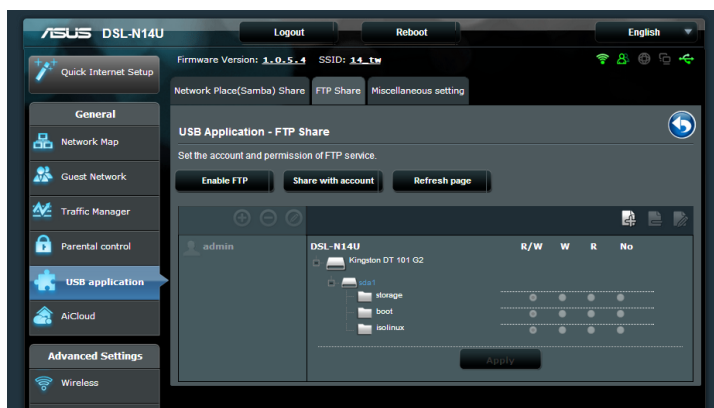 ASUS DSL-N14U
Logout
Reboot
English
Quick Internet Setup
Firmware Version: 1.0.5.4 SSID: 14_tw
Network Place(Samba) Share
FTP Share
Miscellaneous setting
General
Network Map
Guest Network
Traffic Manager
Parental control
USB application
AiCloud
Advanced Settings
Wireless
USB Application - FTP Share
Set the account and permission of FTP service.
Enable FTP
Share with account
Refresh page
admin
DSL-N14U R/W W R No
Kingston DT 101 G2
sda1
storage
boot
isolinux
Apply